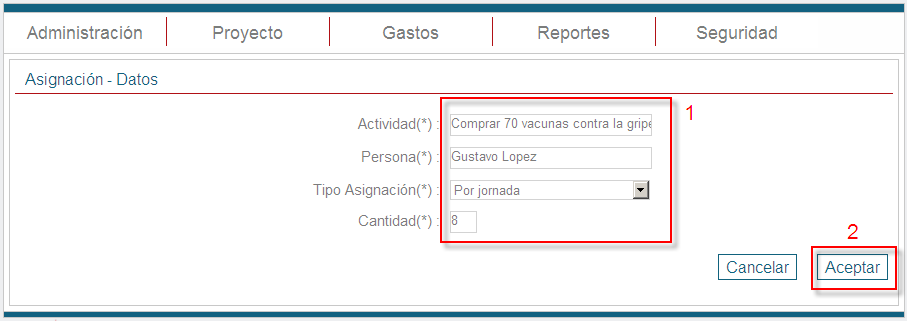 Administración Proyecto Gastos Reportes Seguridad
Asignación - Datos
1
Actividad(*) : Comprar 70 vacunas contra la gripe
Persona(*) : Gustavo Lopez
Tipo Asignación(*) : Por jornada
Cantidad(*) : 8
2
Cancelar Aceptar